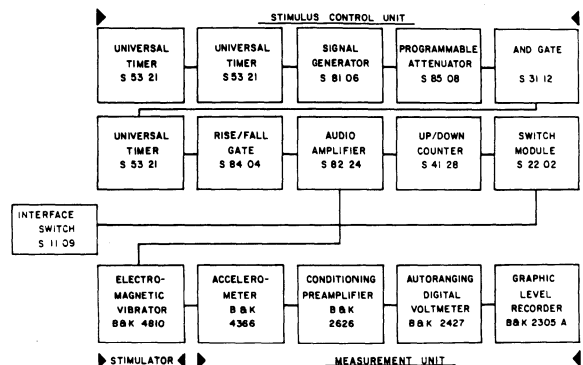 STIMULUS CONTROL UNIT
UNIVERSAL
TIMER
S 53 21
UNIVERSAL
TIMER
S 53 21
SIGNAL
GENERATOR
S 81 06
PROGRAMMABLE
ATTENUATOR
S 85 08
AND GATE
S 31 12
UNIVERSAL
TIMER
S 53 21
RISE/FALL
GATE
S 84 04
AUDIO
AMPLIFIER
S 82 24
UP/DOWN
COUNTER
S 41 28
SWITCH
MODULE
S 22 02
INTERFACE
SWITCH
S 11 09
ELECTRO-
MAGNETIC
VIBRATOR
B&K 4810
ACCELERO-
METER
B & K
4366
CONDITIONING
PREAMPLIFIER
B & K
2626
AUTORANGING
DIGITAL
VOLTMETER
B&K 2427
GRAPHIC
LEVEL
RECORDER
B&K 2305 A
STIMULATOR
MEASUREMENT UNIT